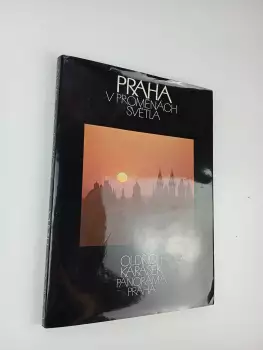 PRAHA
V PROMĚNÁCH
SVĚTLA
OLDŘICH
KARÁSEK
PANORAMA
PRAHA